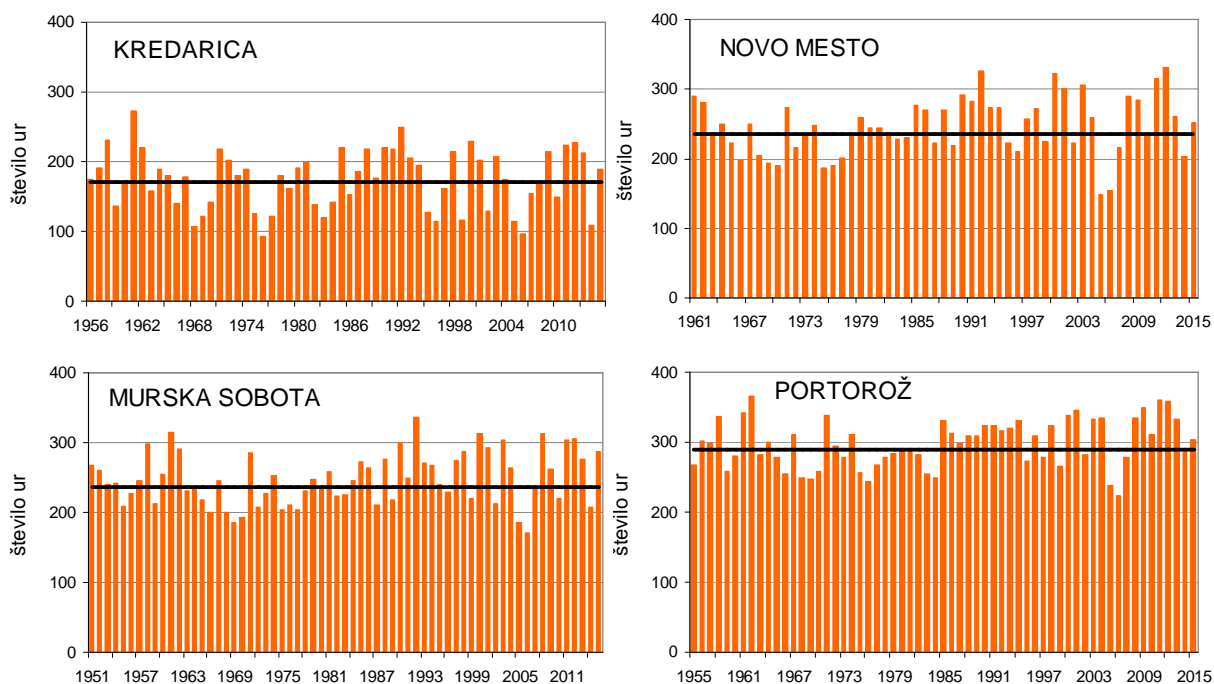 KREDARICA
število ur
400
300
200
100
0
1956 1962 1968 1974 1980 1986 1992 1998 2004 2010
NOVO MESTO
število ur
400
300
200
100
0
1961 1967 1973 1979 1985 1991 1997 2003 2009 2015
MURSKA SOBOTA
število ur
400
300
200
100
0
1951 1957 1963 1969 1975 1981 1987 1993 1999 2005 2011
PORTOROŽ
število ur
400
300
200
100
0
1955 1961 1967 1973 1979 1985 1991 1997 2003 2009 2015